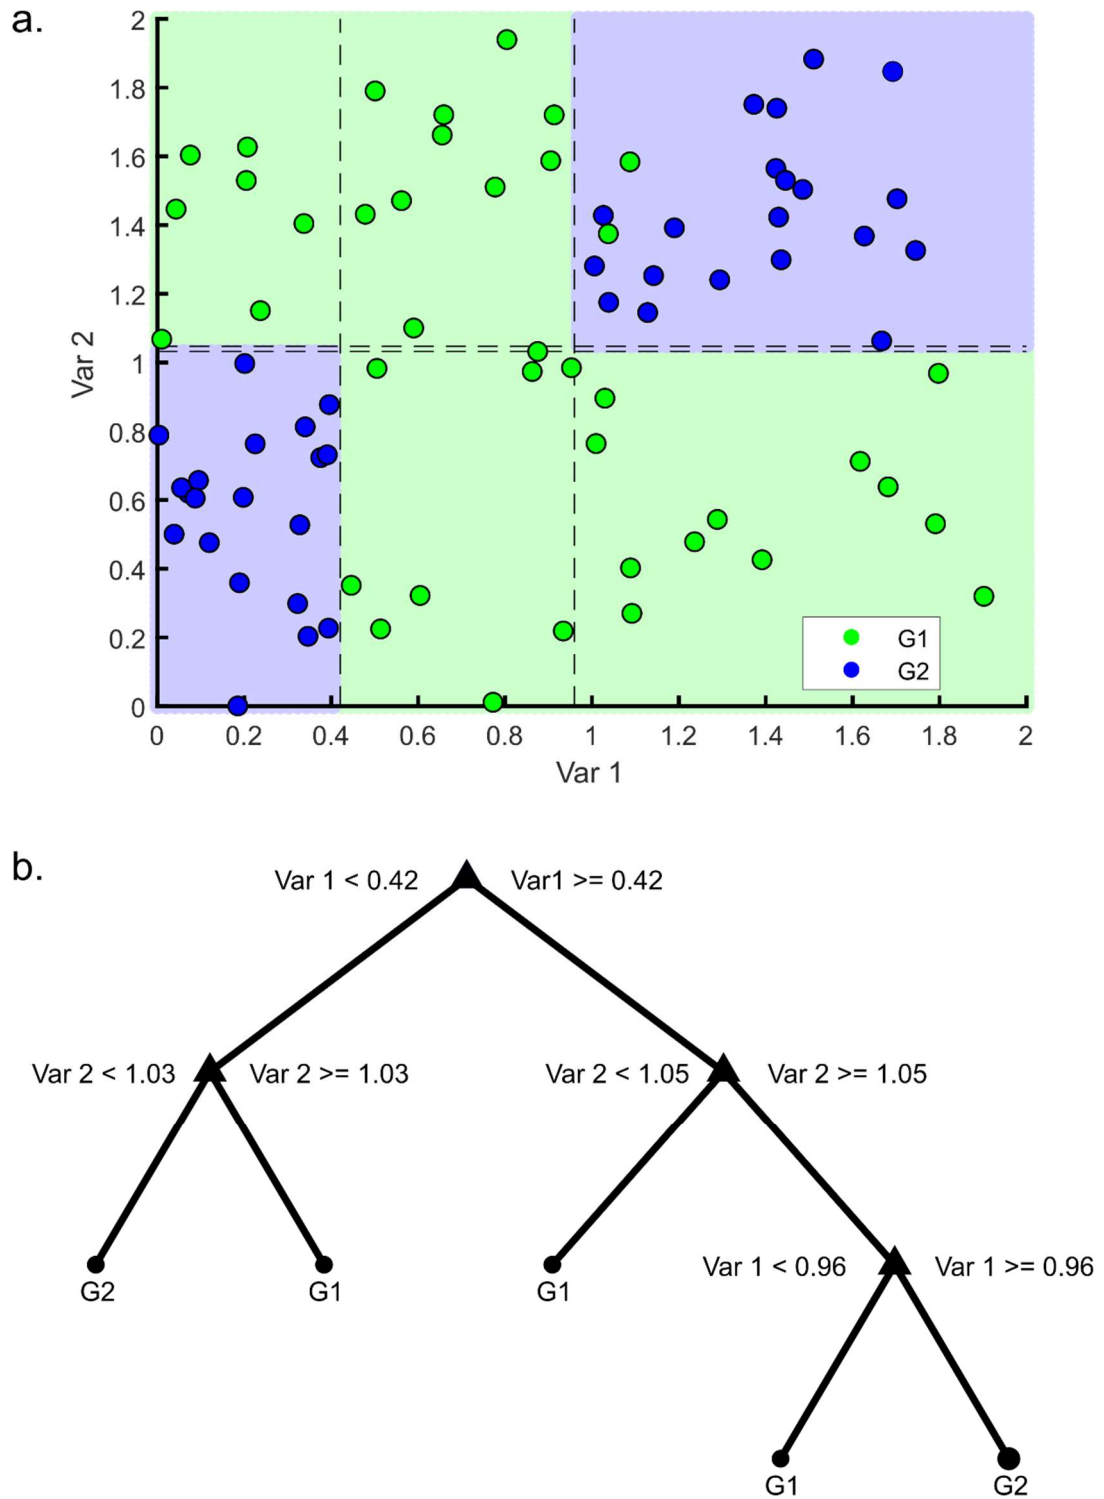 a.
2
1.8
1.6
1.4
1.2
1
0.8
0.6
0.4
0.2
0
Var 2
G1
G2
0 0.2 0.4 0.6 0.8 1 1.2 1.4 1.6 1.8 2
Var 1
b.
Var 1 < 0.42 Var1 >= 0.42
Var 2 < 1.03 Var 2 >= 1.03 Var 2 < 1.05 Var 2 >= 1.05
G2 G1 G1 Var 1 < 0.96 Var 1 >= 0.96
G1 G2